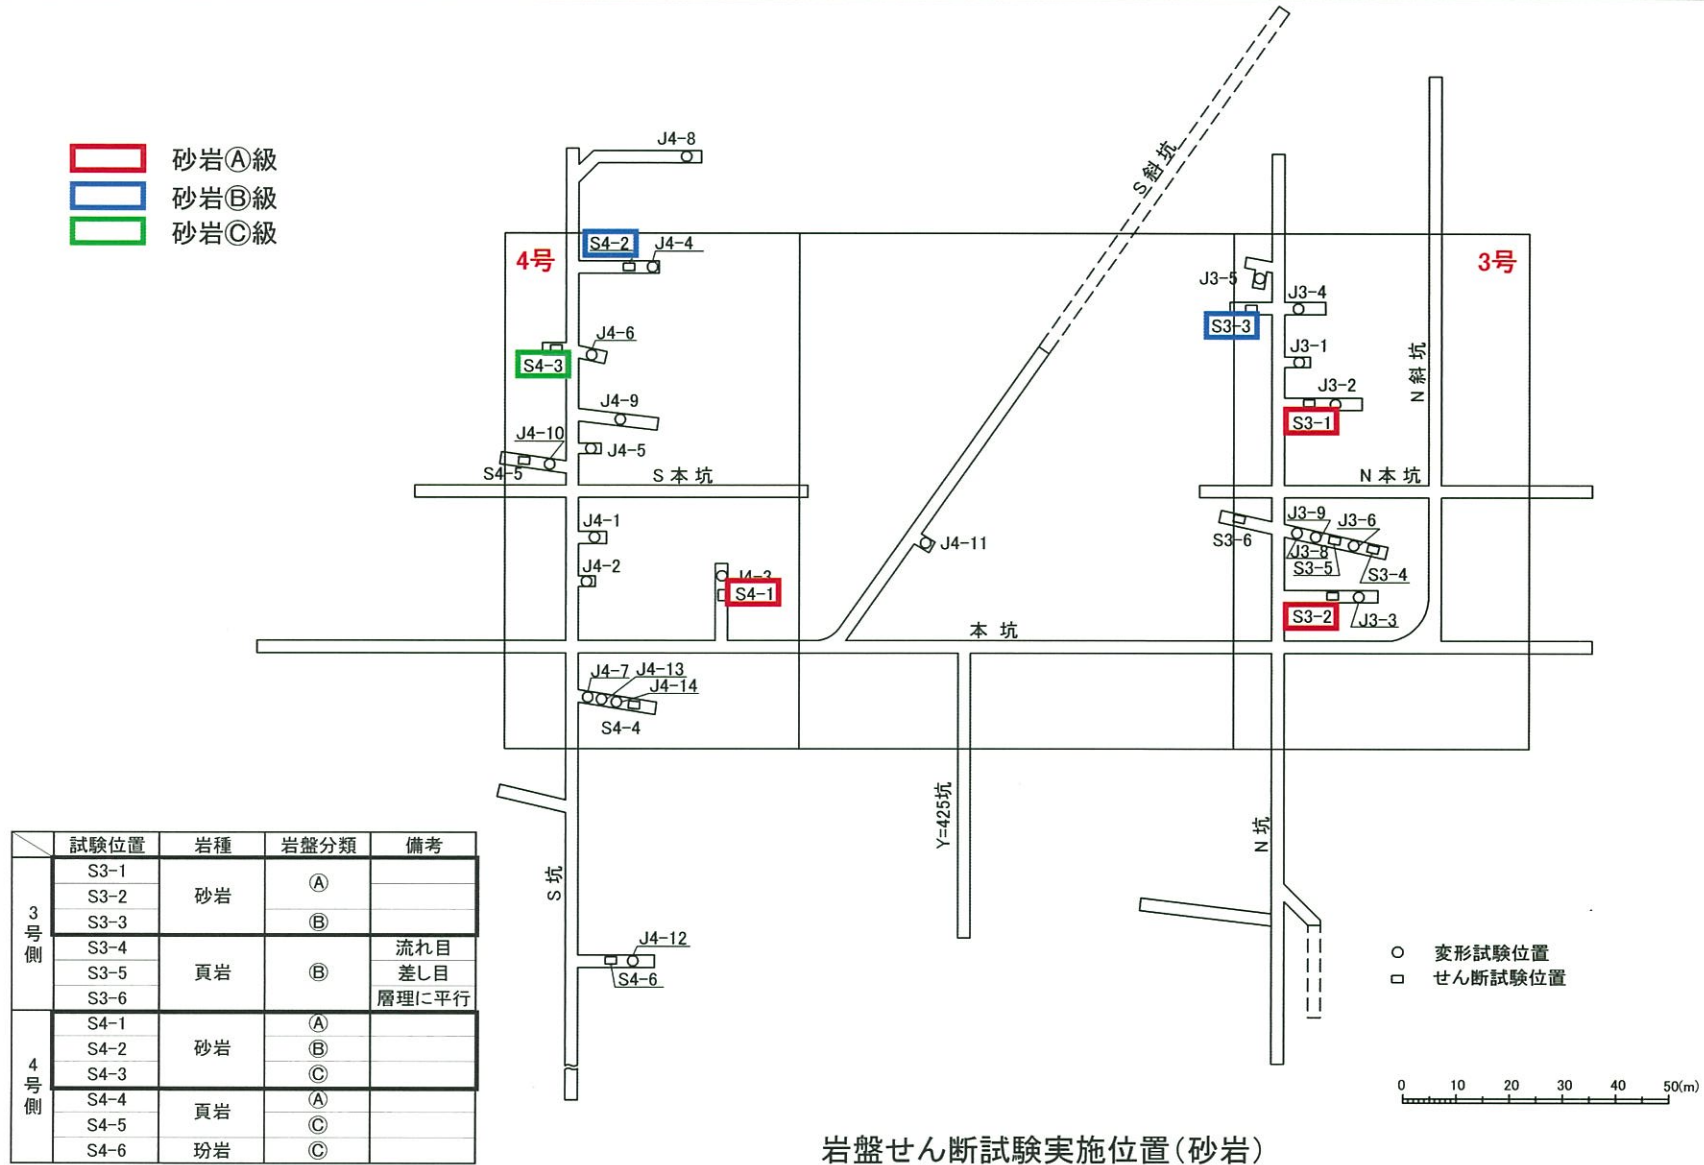 砂岩Ⓐ級
砂岩Ⓑ級
砂岩Ⓒ級
4号
3号
J4-8
S4-2
J4-4
J4-6
S4-3
J4-9
J4-10
J4-5
S4-5
S本坑
J4-1
J4-2
J4-3
S4-1
J4-11
本坑
J4-7
J4-13
J4-14
S4-4
S坑
J4-12
S4-6
Y=425坑
S斜坑
J3-5
J3-4
S3-3
J3-1
J3-2
S3-1
N斜坑
N本坑
S3-6
J3-9
J3-6
J3-8
S3-5
S3-4
S3-2
J3-3
N坑
試験位置 岩種 岩盤分類 備考
3号側
S3-1 砂岩 Ⓐ
S3-2
S3-3 Ⓑ
S3-4 頁岩 Ⓑ 流れ目
S3-5 差し目
S3-6 層理に平行
4号側
S4-1 砂岩 Ⓐ
S4-2 Ⓑ
S4-3 Ⓒ
S4-4 頁岩 Ⓐ
S4-5 Ⓒ
S4-6 玢岩 Ⓒ
○ 変形試験位置
□ せん断試験位置
0 10 20 30 40 50(m)
岩盤せん断試験実施位置(砂岩)